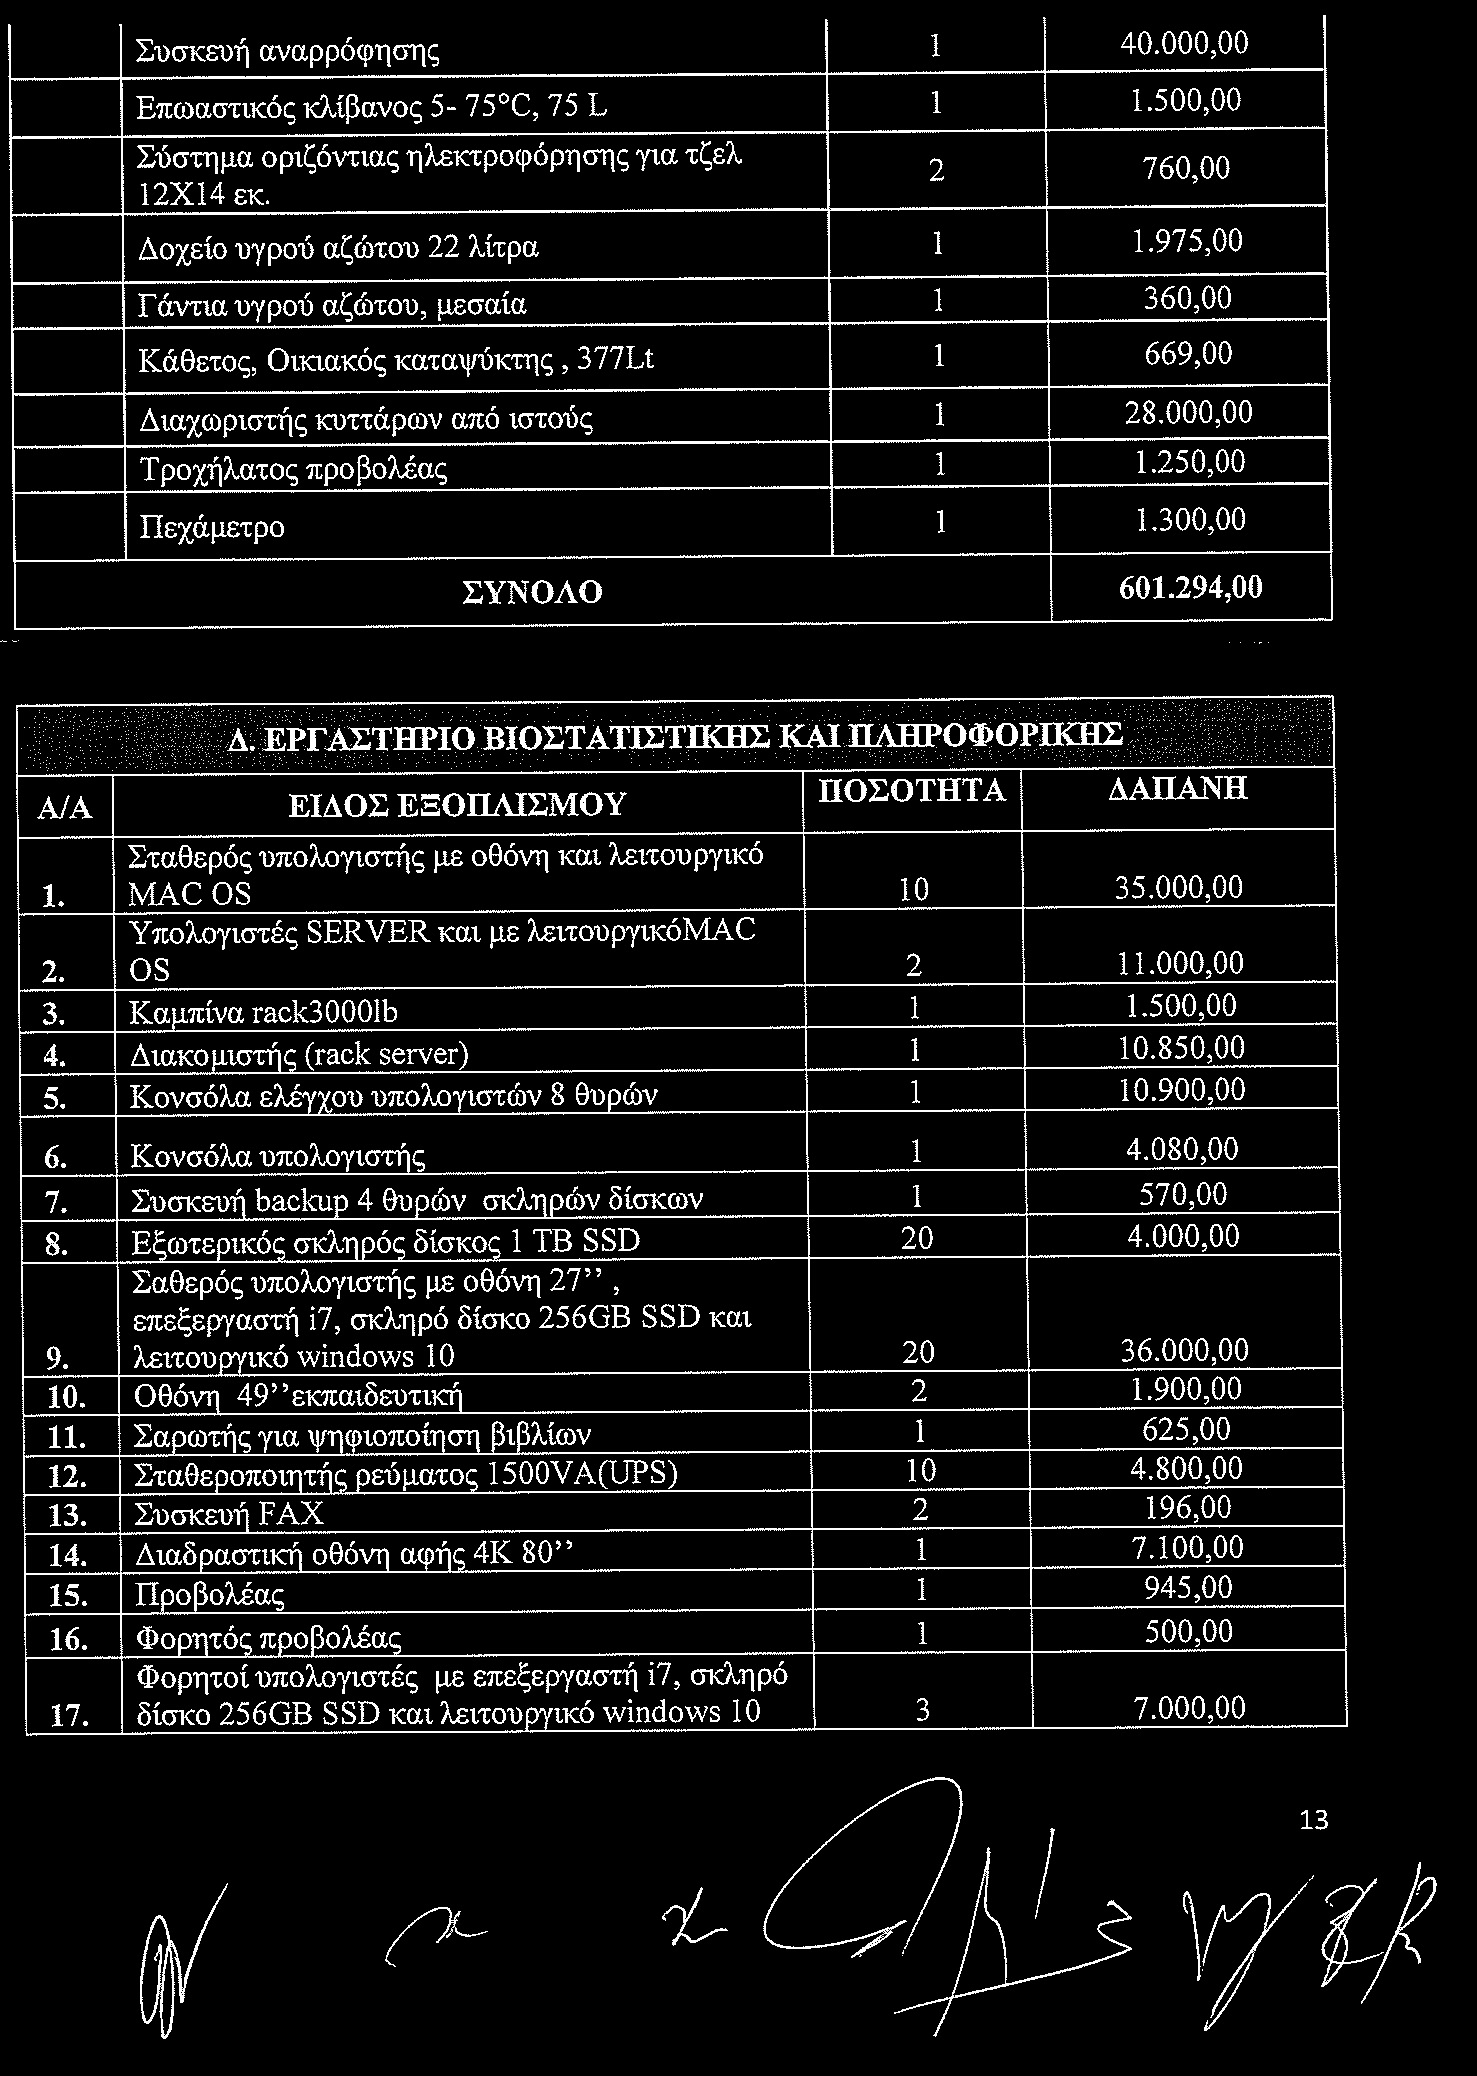 Συσκευή αναρρόφησης 1 40.000,00
Επωαστικός κλίβανος 5- 75°C, 75 L 1 1.500,00
Σύστημα οριζόντιας ηλεκτροφόρησης για τζελ
12X14 εκ. 2 760,00
Δοχείο υγρού αζώτου 22 λίτρα 1 1.975,00
Γάντια υγρού αζώτου, μεσαία 1 360,00
Κάθετος, Οικιακός καταψύκτης , 377Lt 1 669,00
Διαχωριστής κυττάρων από ιστούς 1 28.000,00
Τροχήλατος προβολέας 1 1.250,00
Πεχάμετρο 1 1.300,00
ΣΥΝΟΛΟ 601.294,00
Δ. ΕΡΓΑΣΤΗΡΙΟ ΒΙΟΣΤΑΤΙΣΤΙΚΗΣ ΚΑΙ ΠΛΗΡΟΦΟΡΙΚΗΣ
Α/Α ΕΙΔΟΣ ΕΞΟΠΛΙΣΜΟΥ ΠΟΣΟΤΗΤΑ ΔΑΠΑΝΗ
Σταθερός υπολογιστής με οθόνη και λειτουργικό
1. MAC OS 10 35.000,00
Υπολογιστές SERVER και με λειτουργικόMAC
2. OS 2 11.000,00
3. Καμπίνα rack3000lb 1 1.500,00
4. Διακομιστής (rack server) 1 10.850,00
5. Κονσόλα ελέγχου υπολογιστών 8 θυρών 1 10.900,00
6. Κονσόλα υπολογιστής 1 4.080,00
7. Συσκευή backup 4 θυρών σκληρών δίσκων 1 570,00
8. Εξωτερικός σκληρός δίσκος 1 TB SSD 20 4.000,00
Σαθερός υπολογιστής με οθόνη 27’’ ,
επεξεργαστή i7, σκληρό δίσκο 256GB SSD και
9. λειτουργικό windows 10 20 36.000,00
10. Οθόνη 49’’εκπαιδευτική 2 1.900,00
11. Σαρωτής για ψηφιοποίηση βιβλίων 1 625,00
12. Σταθεροποιητής ρεύματος 1500VA(UPS) 10 4.800,00
13. Συσκευή FAX 2 196,00
14. Διαδραστική οθόνη αφής 4K 80’’ 1 7.100,00
15. Προβολέας 1 945,00
16. Φορητός προβολέας 1 500,00
Φορητοί υπολογιστές με επεξεργαστή i7, σκληρό
17. δίσκο 256GB SSD και λειτουργικό windows 10 3 7.000,00
13